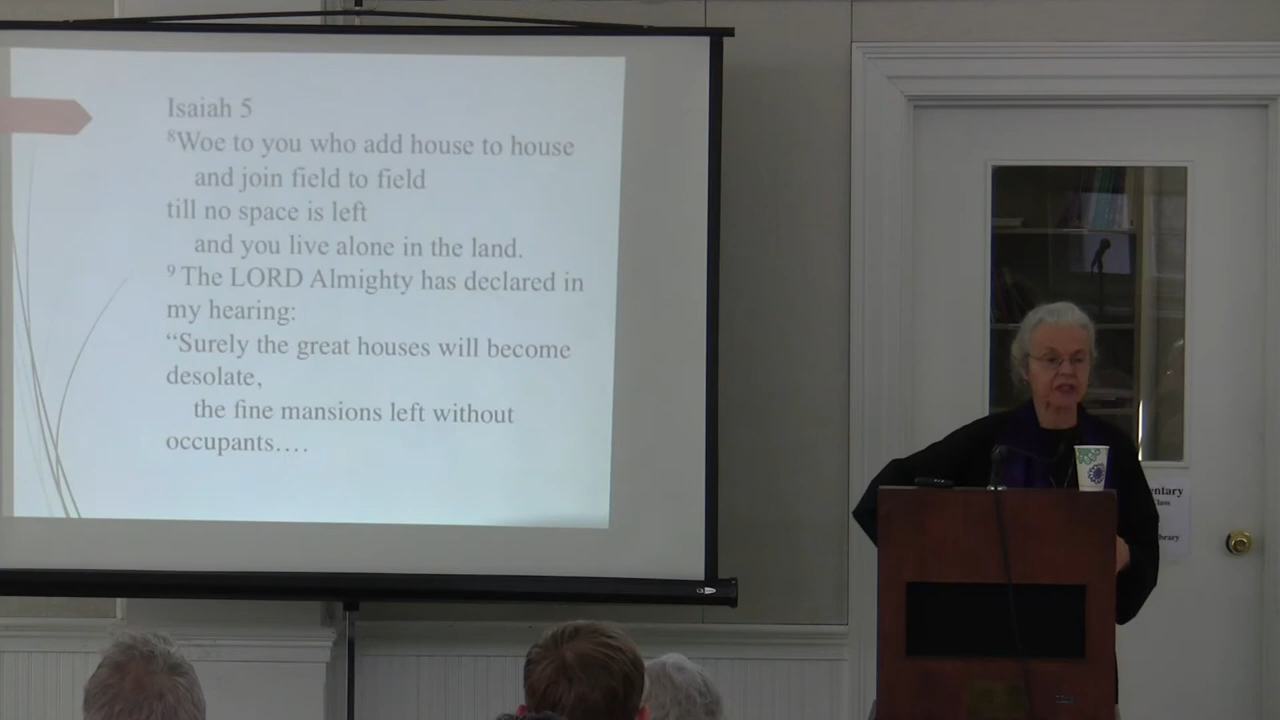 Isaiah 5
⁸Woe to you who add house to house
and join field to field
till no space is left
and you live alone in the land.
⁹ The LORD Almighty has declared in
my hearing:
“Surely the great houses will become
desolate,
the fine mansions left without
occupants….
entary